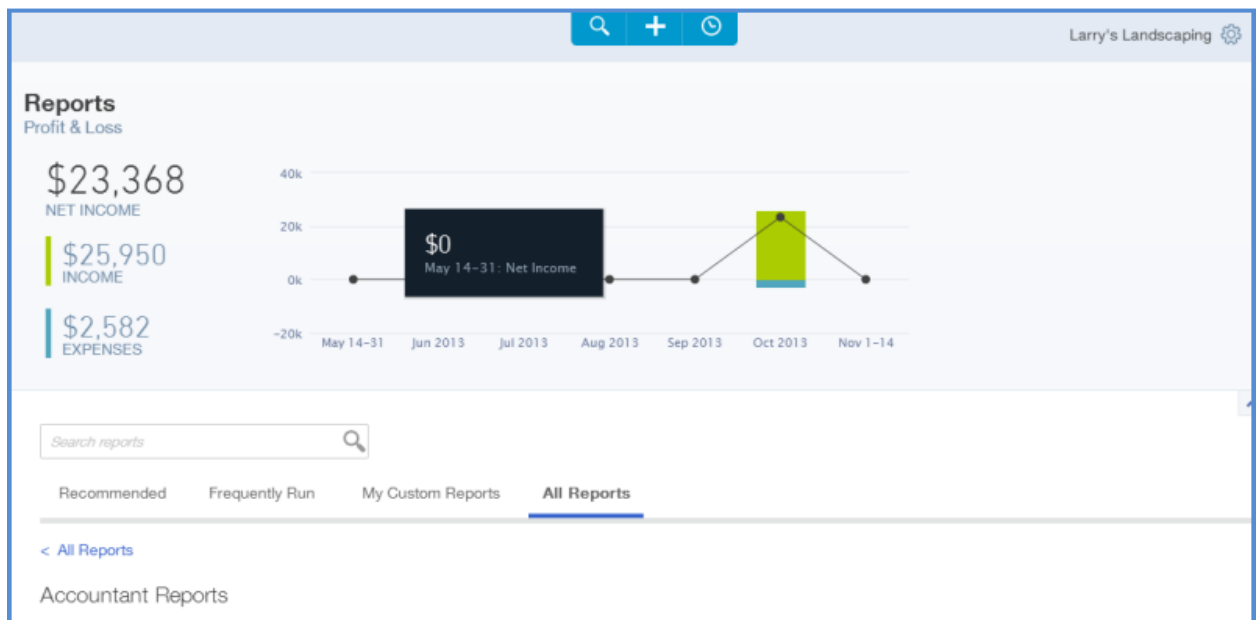 Larry's Landscaping
Reports
Profit & Loss
$23,368
NET INCOME
$25,950
INCOME
$2,582
EXPENSES
40k
20k
0k
-20k
$0
May 14-31: Net Income
May 14-31 Jun 2013 Jul 2013 Aug 2013 Sep 2013 Oct 2013 Nov 1-14
Search reports
Recommended Frequently Run My Custom Reports All Reports
< All Reports
Accountant Reports